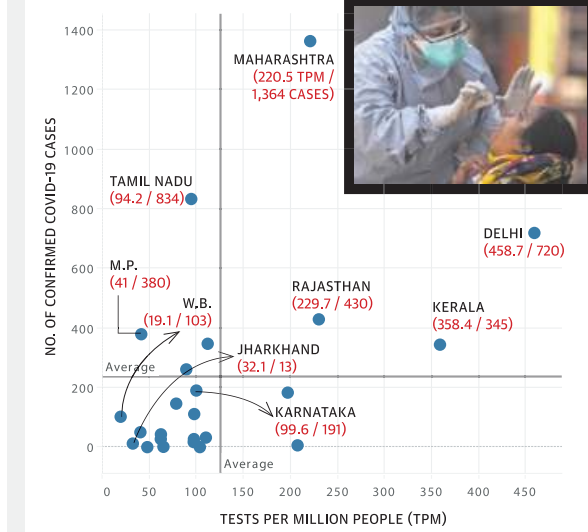 1400
1200
1000
800
600
400
200
0
NO. OF CONFIRMED COVID-19 CASES
MAHARASHTRA
(220.5 TPM /
1,364 CASES)
TAMIL NADU
(94.2 / 834)
DELHI
(458.7 / 720)
M.P.
(41 / 380)
W.B.
(19.1 / 103)
RAJASTHAN
(229.7 / 430)
KERALA
(358.4 / 345)
JHARKHAND
(32.1 / 13)
Average
KARNATAKA
(99.6 / 191)
Average
0 50 100 150 200 250 300 350 400 450
TESTS PER MILLION PEOPLE (TPM)